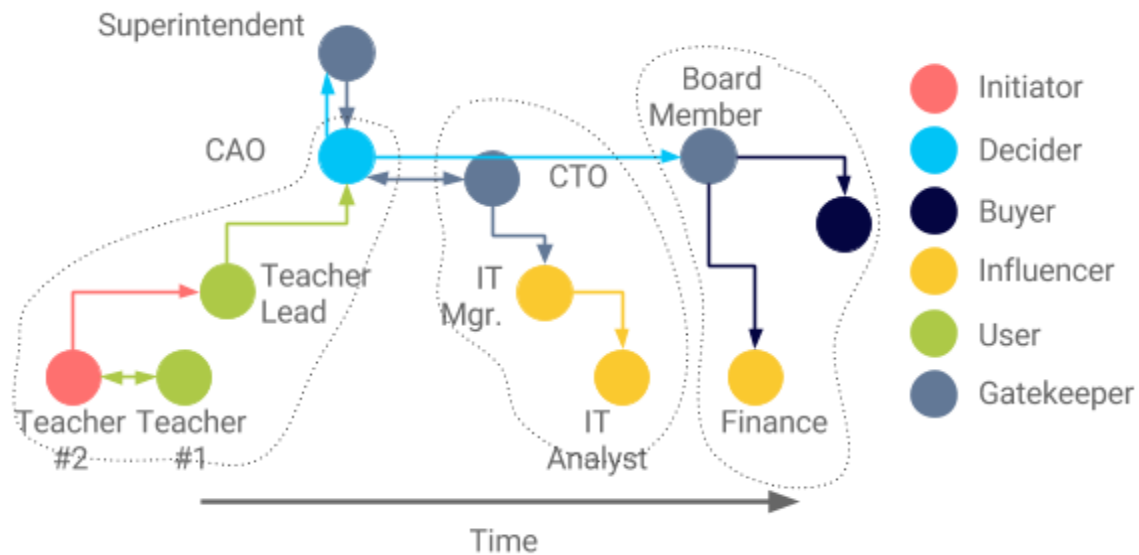 Superintendent
CAO
Board
Member
CTO
Teacher
Lead
IT
Mgr.
Teacher
#2
Teacher
#1
IT
Analyst
Finance
Time
Initiator
Decider
Buyer
Influencer
User
Gatekeeper